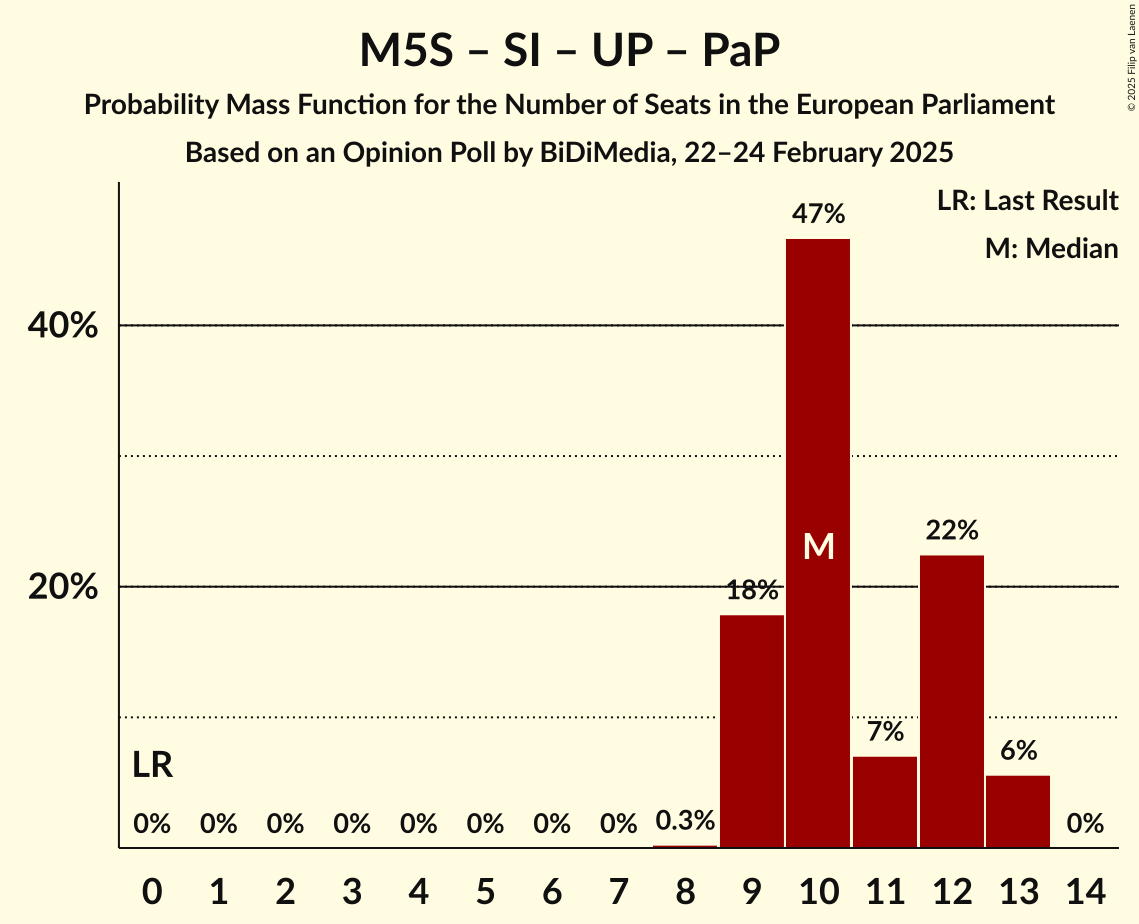 M5S – SI – UP – PaP
Probability Mass Function for the Number of Seats in the European Parliament
Based on an Opinion Poll by BiDiMedia, 22–24 February 2025
© 2025 Filip van Laenen
LR: Last Result
M: Median
47%
40%
22%
M
20%
18%
7%
6%
LR
0% 0% 0% 0% 0% 0% 0% 0% 0.3% 0%
0 1 2 3 4 5 6 7 8 9 10 11 12 13 14